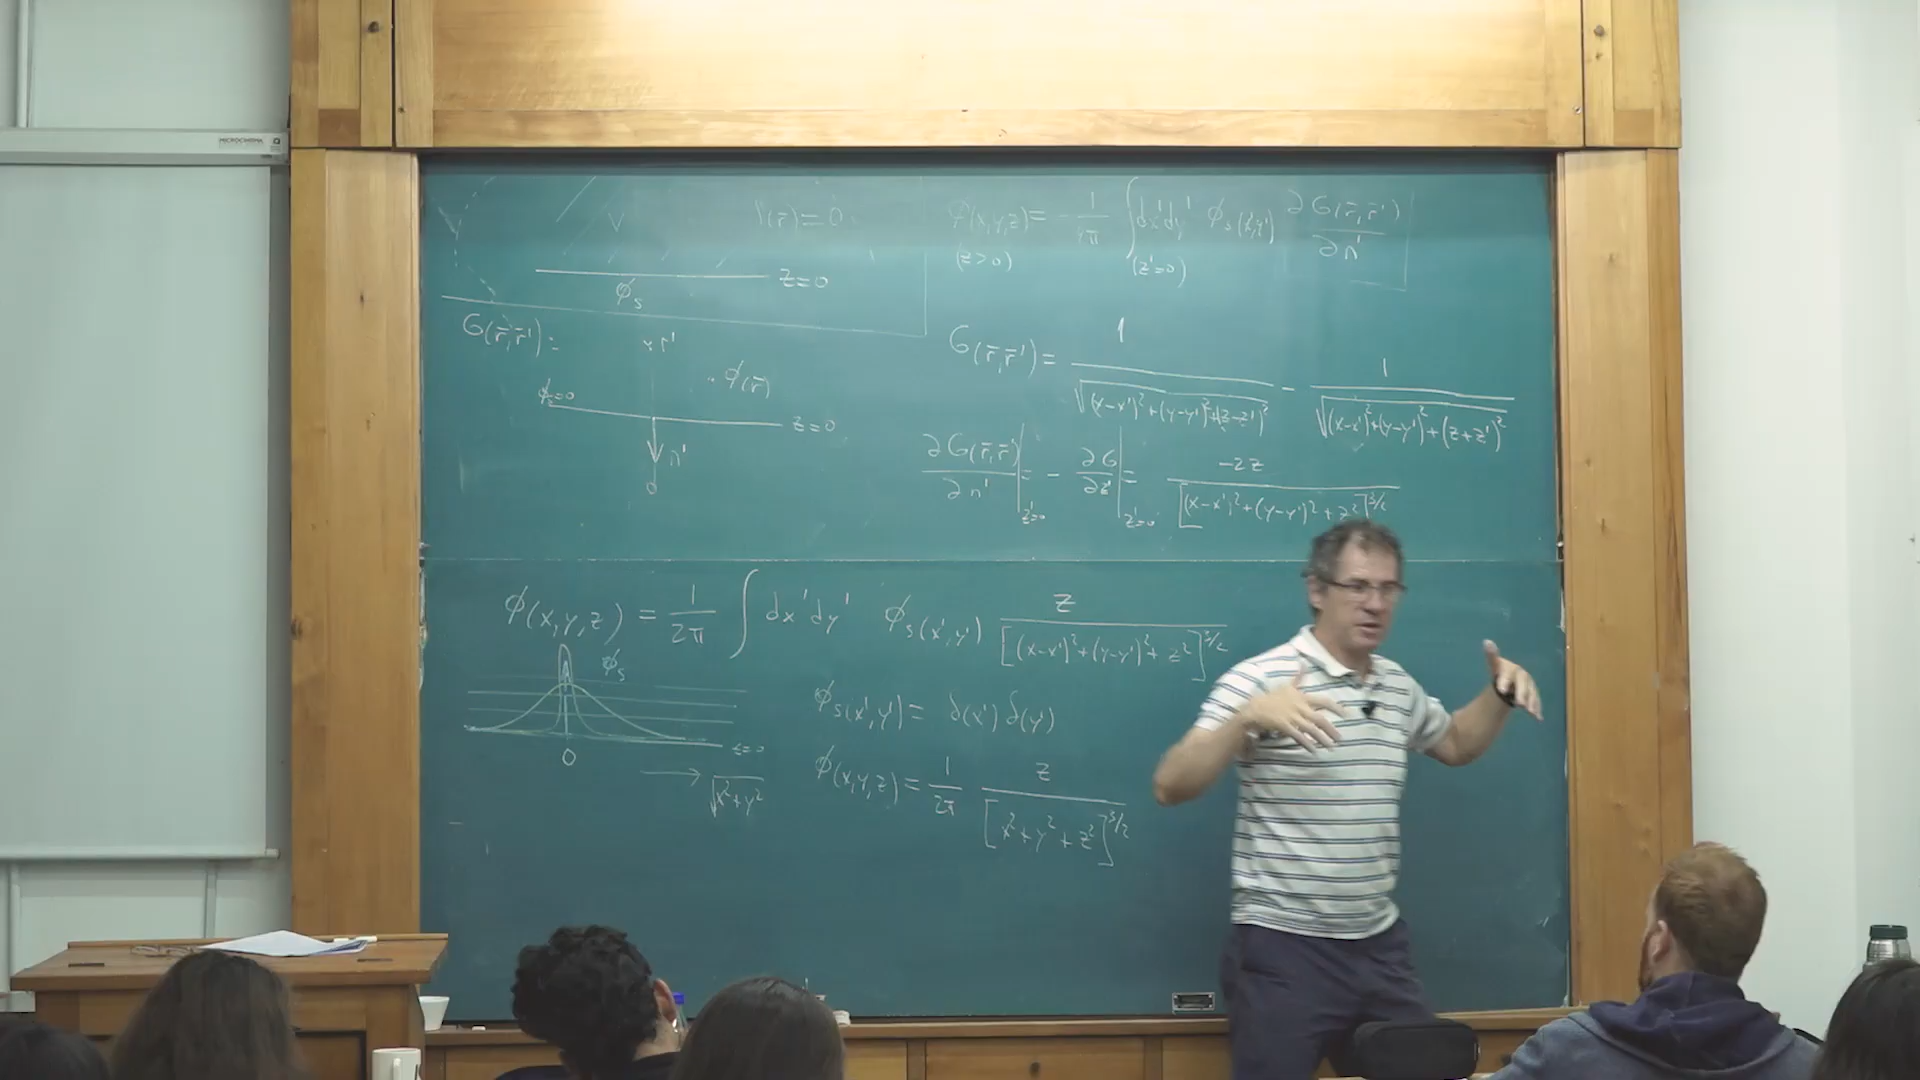 V ρ(r̄)=0
z=0
ϕ_s
ϕ(x,y,z)= -1/4π ∫dx'dy' ϕ_s(x',y') ∂G(r̄,r̄')/∂n'
(z>0) (z'=0)
G(r̄,r̄'):
r'
ϕ(r̄)
ϕ_s=0
z=0
n'
G(r̄,r̄')= 1/√((x-x')²+(y-y')²+(z-z')²) - 1/√((x-x')²+(y-y')²+(z+z')²)
∂G(r̄,r̄')/∂n'|z'=0 = - ∂G/∂z'|z'=0 = -2z/[(x-x')²+(y-y')²+z²]^3/2
ϕ(x,y,z) = 1/2π ∫ dx'dy' ϕ_s(x',y') z/[(x-x')²+(y-y')²+z²]^3/2
ϕ_s
z=0
0
→ √x²+y²
ϕ_s(x',y')= δ(x')δ(y')
ϕ(x,y,z)= 1/2π z/[x²+y²+z²]^3/2